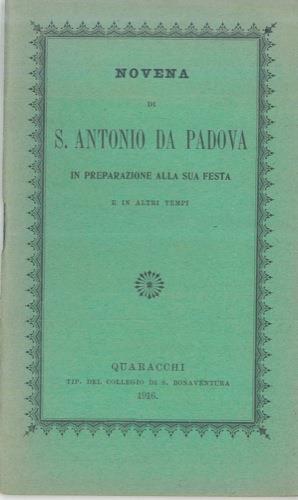 NOVENA
DI
S. ANTONIO DA PADOVA
IN PREPARAZIONE ALLA SUA FESTA
E IN ALTRI TEMPI
QUARACCHI
TIP. DEL COLLEGIO DI S. BONAVENTURA
1916.